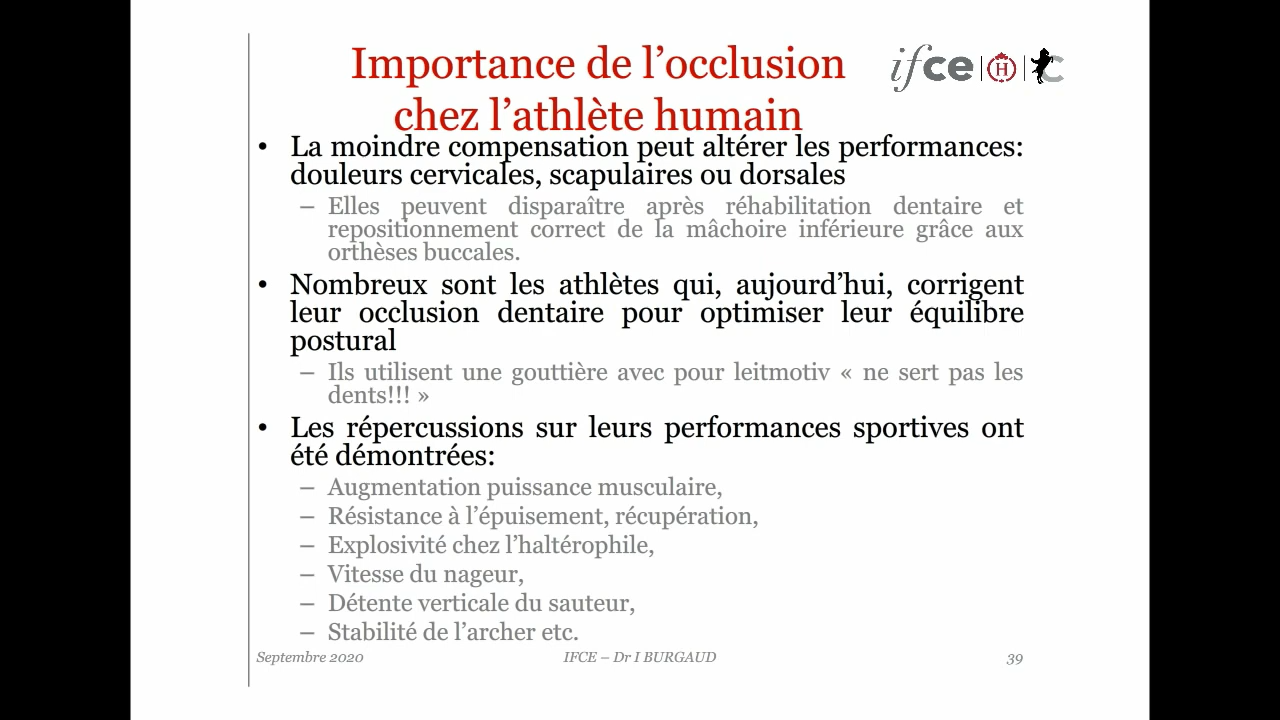 Importance de l’occlusion
chez l’athlète humain
ifce H C
• La moindre compensation peut altérer les performances:
douleurs cervicales, scapulaires ou dorsales
– Elles peuvent disparaître après réhabilitation dentaire et
repositionnement correct de la mâchoire inférieure grâce aux
orthèses buccales.
• Nombreux sont les athlètes qui, aujourd’hui, corrigent
leur occlusion dentaire pour optimiser leur équilibre
postural
– Ils utilisent une gouttière avec pour leitmotiv « ne sert pas les
dents!!! »
• Les répercussions sur leurs performances sportives ont
été démontrées:
– Augmentation puissance musculaire,
– Résistance à l’épuisement, récupération,
– Explosivité chez l’haltérophile,
– Vitesse du nageur,
– Détente verticale du sauteur,
– Stabilité de l’archer etc.
Septembre 2020 IFCE – Dr I BURGAUD 39